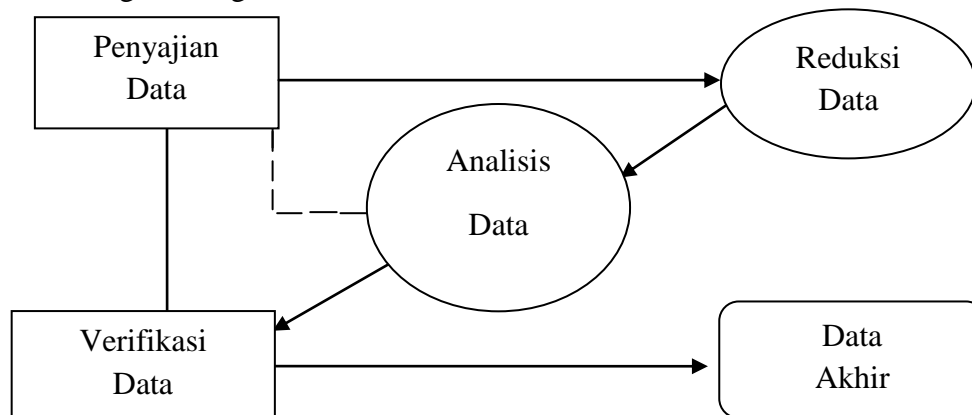 Penyajian
Data
Reduksi
Data
Analisis
Data
Verifikasi
Data
Data
Akhir